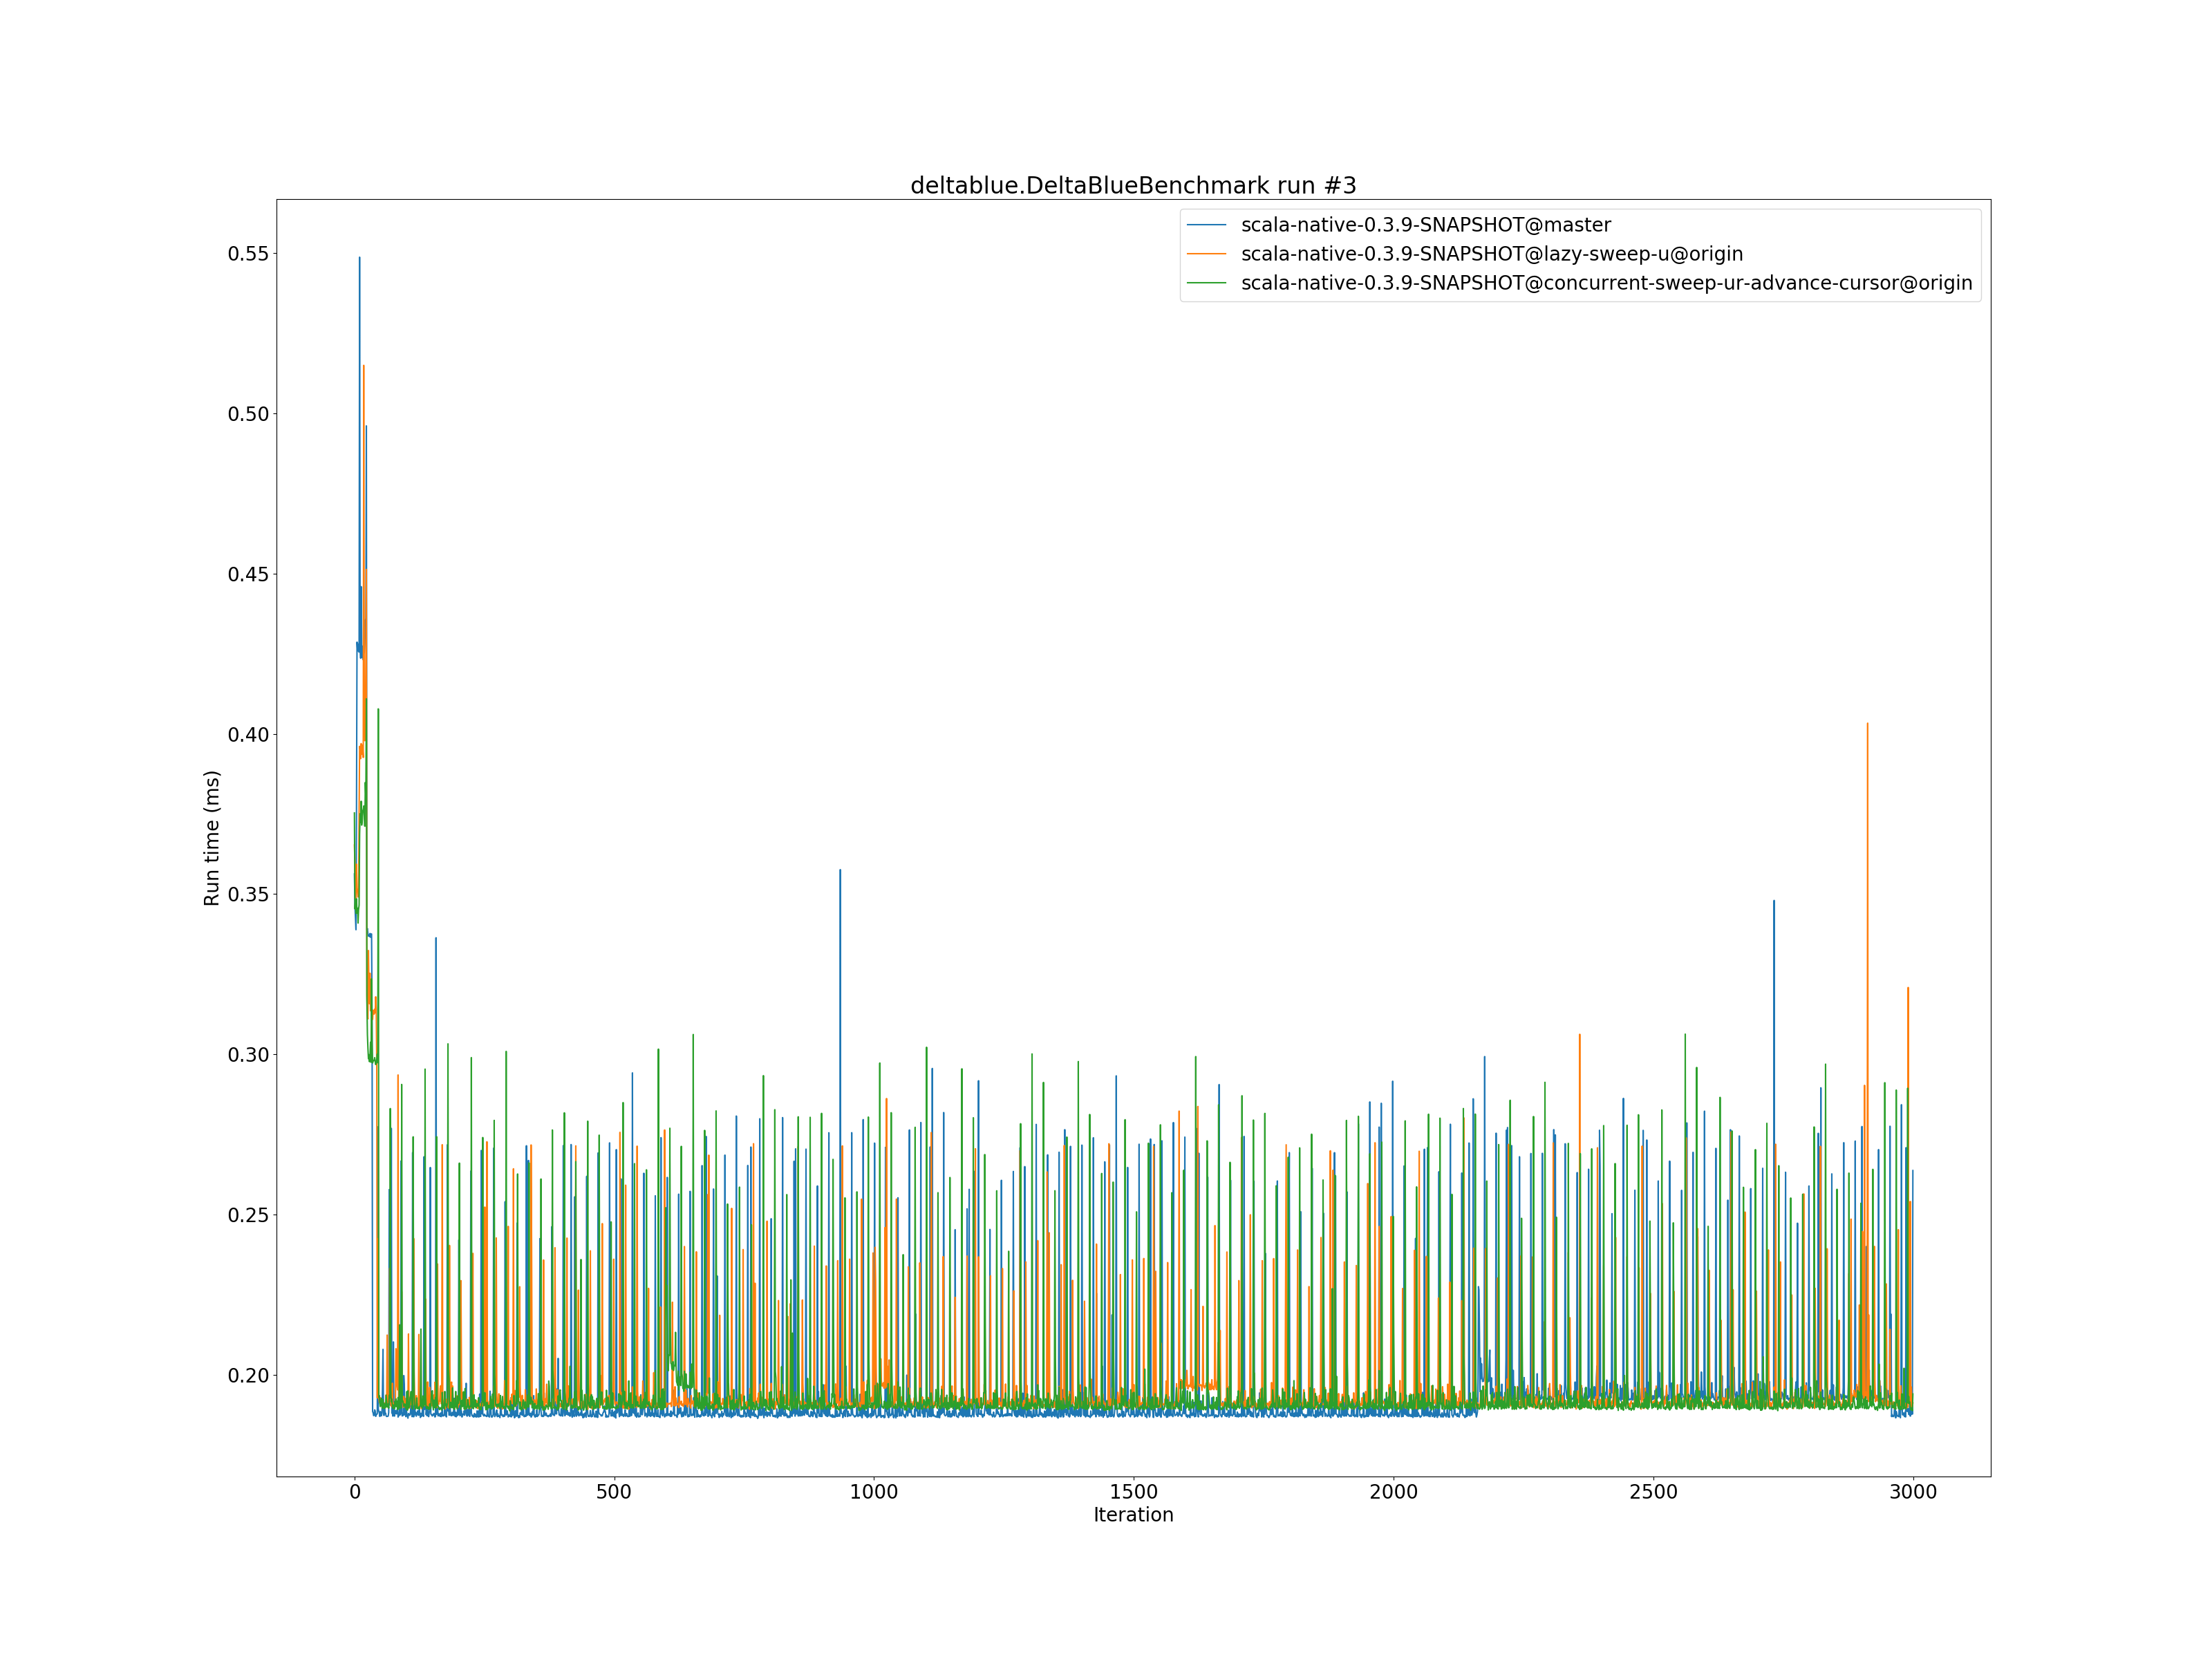 deltablue.DeltaBlueBenchmark run #3
scala-native-0.3.9-SNAPSHOT@master
scala-native-0.3.9-SNAPSHOT@lazy-sweep-u@origin
scala-native-0.3.9-SNAPSHOT@concurrent-sweep-ur-advance-cursor@origin
0.55
0.50
0.45
0.40
0.35
0.30
0.25
0.20
Run time (ms)
0 500 1000 1500 2000 2500 3000
Iteration